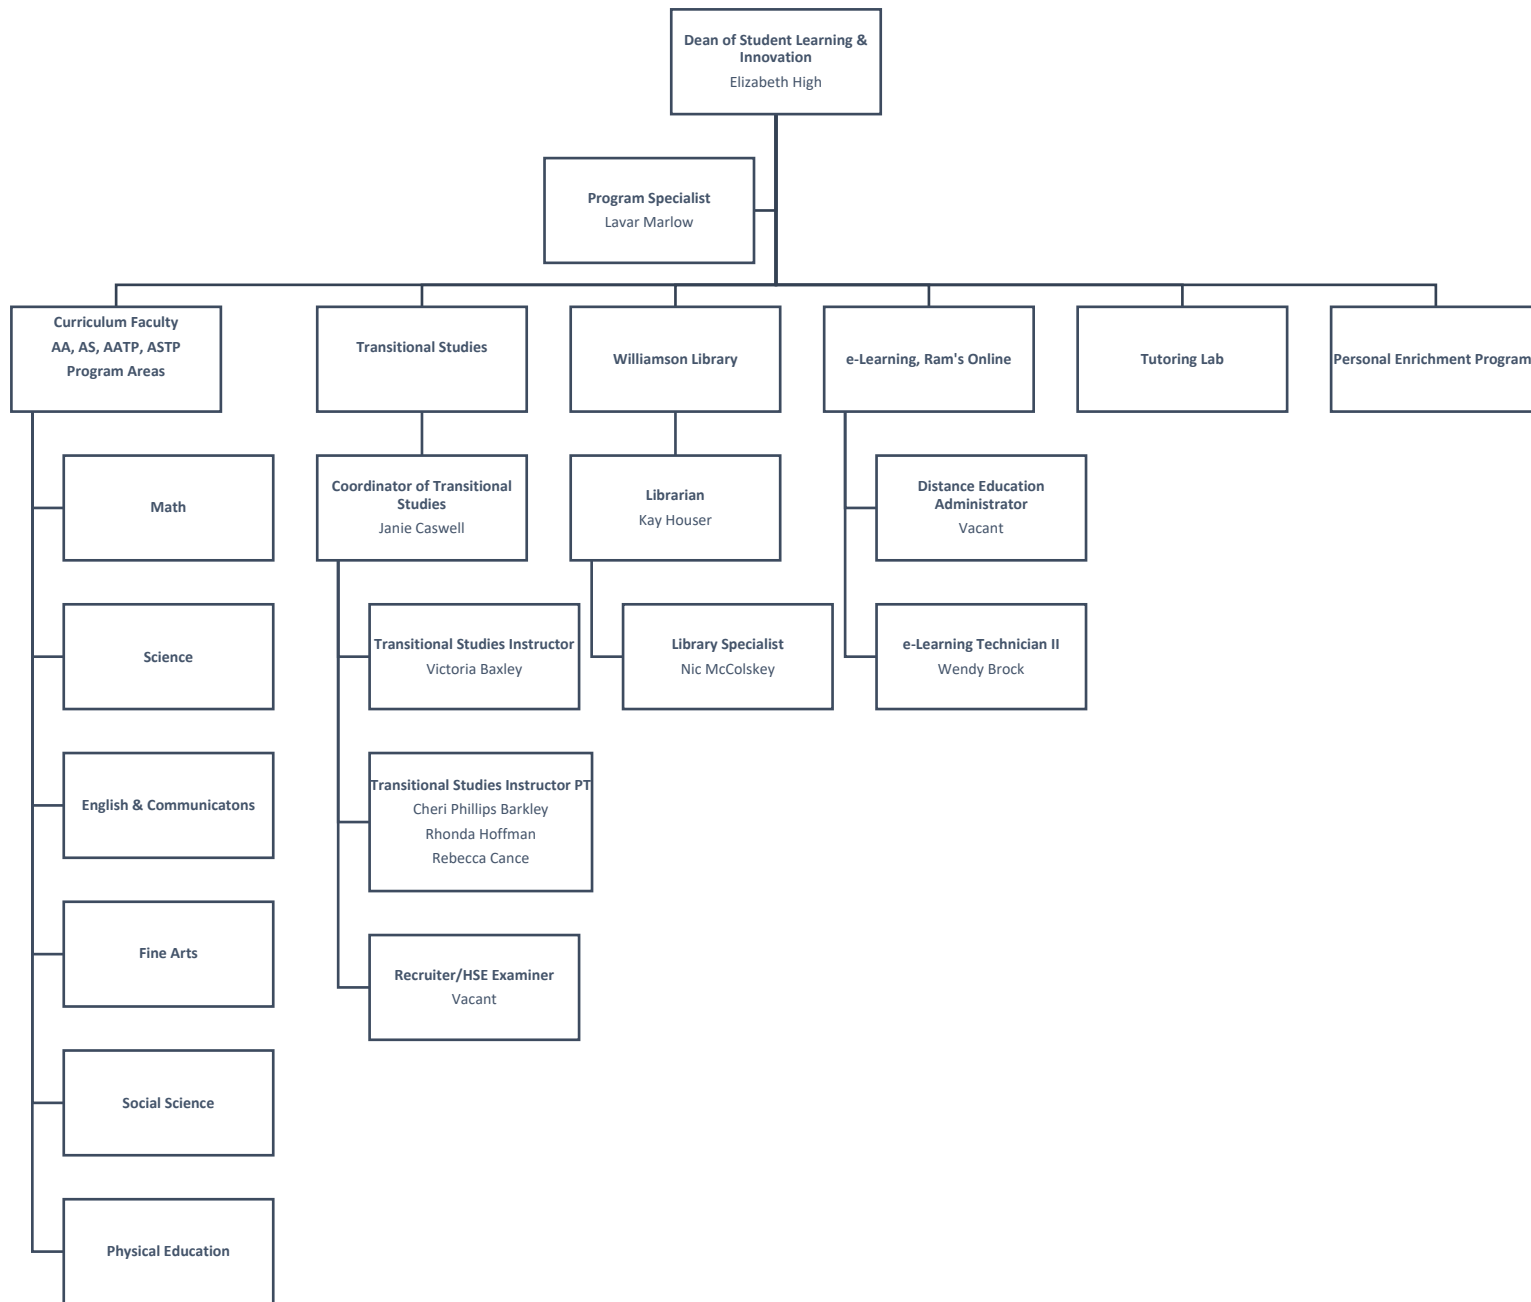 Dean of Student Learning &
Innovation
Elizabeth High
Program Specialist
Lavar Marlow
Curriculum Faculty
AA, AS, AATP, ASTP
Program Areas
Transitional Studies
Williamson Library
e-Learning, Ram's Online
Tutoring Lab
Personal Enrichment Program
Math
Science
English & Communicatons
Fine Arts
Social Science
Physical Education
Coordinator of Transitional
Studies
Janie Caswell
Transitional Studies Instructor
Victoria Baxley
Transitional Studies Instructor PT
Cheri Phillips Barkley
Rhonda Hoffman
Rebecca Cance
Recruiter/HSE Examiner
Vacant
Librarian
Kay Houser
Library Specialist
Nic McColskey
Distance Education
Administrator
Vacant
e-Learning Technician II
Wendy Brock